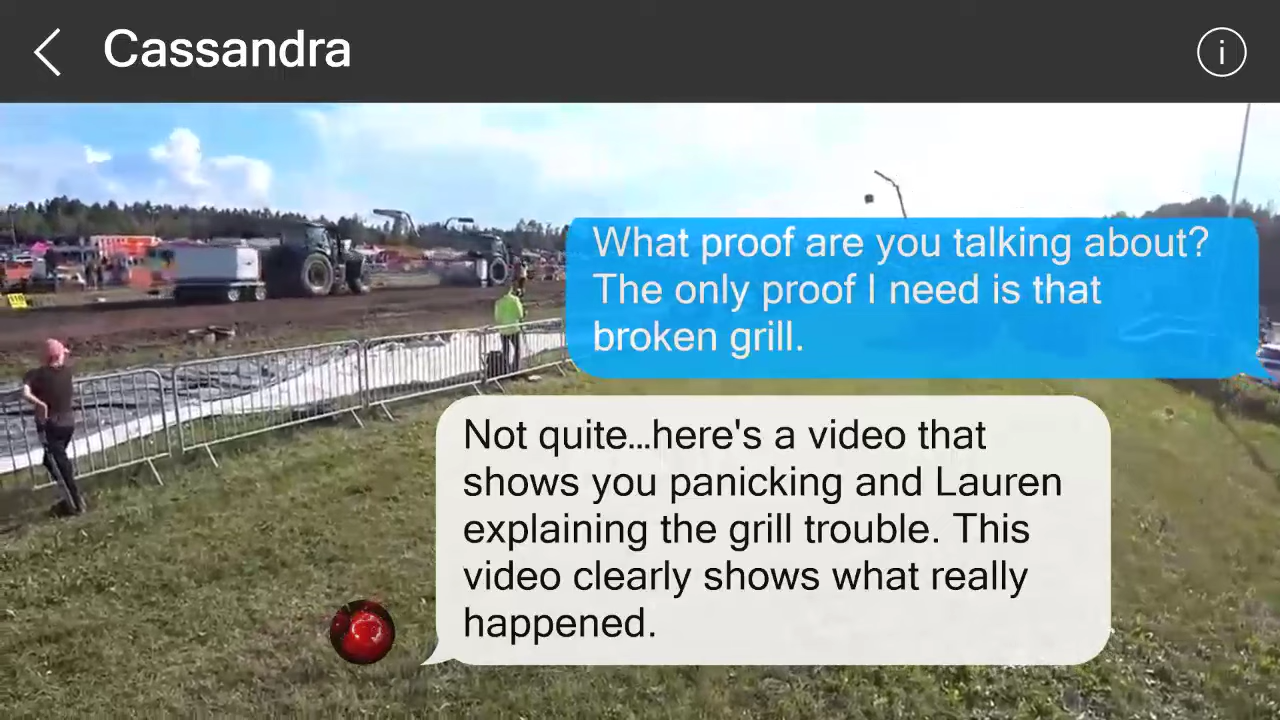 Cassandra
What proof are you talking about?
The only proof I need is that
broken grill.
Not quite...here's a video that
shows you panicking and Lauren
explaining the grill trouble. This
video clearly shows what really
happened.